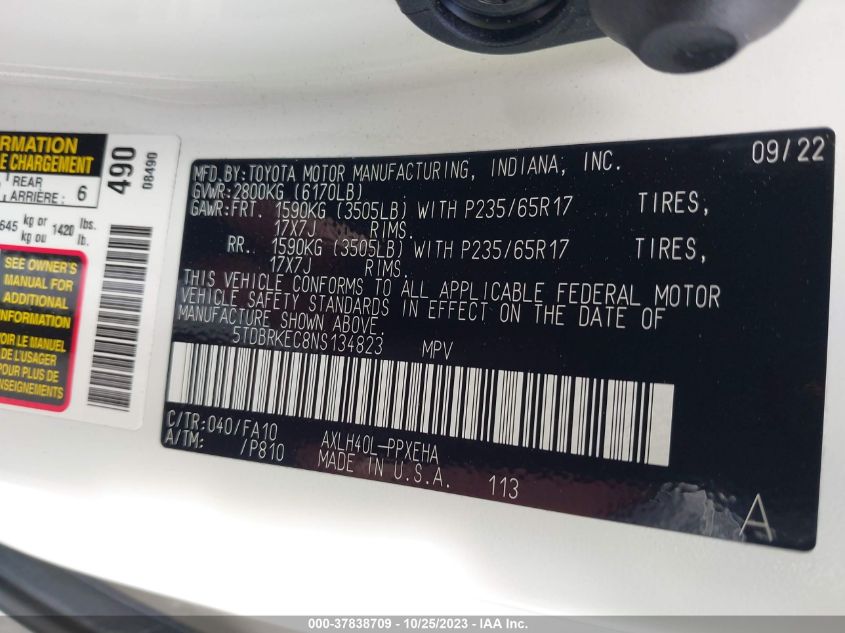 RMATION
E CHARGEMENT
REAR
ARRIÈRE: 6
645 kg or 1420 lbs.
kg ou lb.
SEE OWNER'S
MANUAL FOR
ADDITIONAL
INFORMATION
VOIR LE MANUEL
DE L'USAGER
POUR PLUS DE
ENSEIGNEMENTS
490
08490
MFD.BY:TOYOTA MOTOR MANUFACTURING, INDIANA, INC. 09/22
GVWR:2800KG (6170LB)
GAWR:FRT. 1590KG (3505LB) WITH P235/65R17 TIRES,
17X7J RIMS.
RR. 1590KG (3505LB) WITH P235/65R17 TIRES,
17X7J RIMS.
THIS VEHICLE CONFORMS TO ALL APPLICABLE FEDERAL MOTOR
VEHICLE SAFETY STANDARDS IN EFFECT ON THE DATE OF
MANUFACTURE SHOWN ABOVE.
5TDBRKEC8NS134823 MPV
C/TR:040/FA10 AXLH40L-PPXEHA
A/TM: /P810 MADE IN U.S.A. 113
A
000-37838709 - 10/25/2023 - IAA Inc.